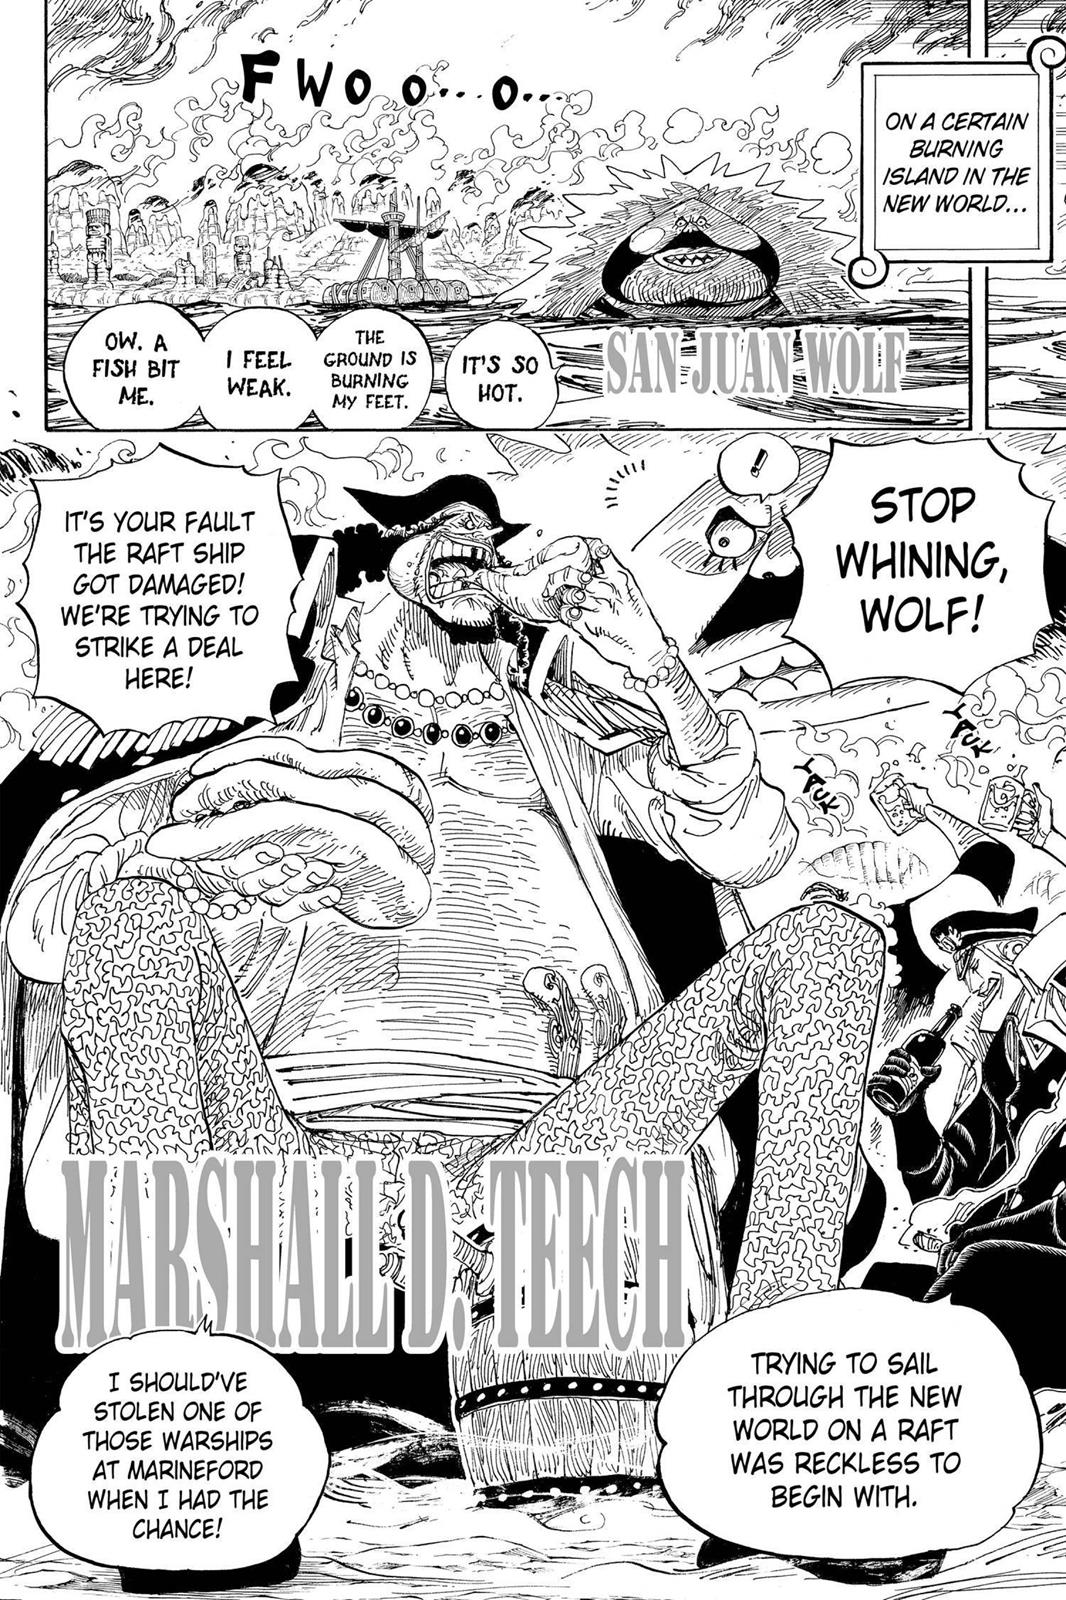 FWOO...O...
ON A CERTAIN
BURNING
ISLAND IN THE
NEW WORLD...
SAN JUAN WOLF
IT'S SO
HOT.
THE
GROUND IS
BURNING
MY FEET.
I FEEL
WEAK.
OW. A
FISH BIT
ME.
STOP
WHINING,
WOLF!
!
IT'S YOUR FAULT
THE RAFT SHIP
GOT DAMAGED!
WE'RE TRYING TO
STRIKE A DEAL
HERE!
MARSHALL D. TEECH
TRYING TO SAIL
THROUGH THE NEW
WORLD ON A RAFT
WAS RECKLESS TO
BEGIN WITH.
I SHOULD'VE
STOLEN ONE OF
THOSE WARSHIPS
AT MARINEFORD
WHEN I HAD THE
CHANCE!